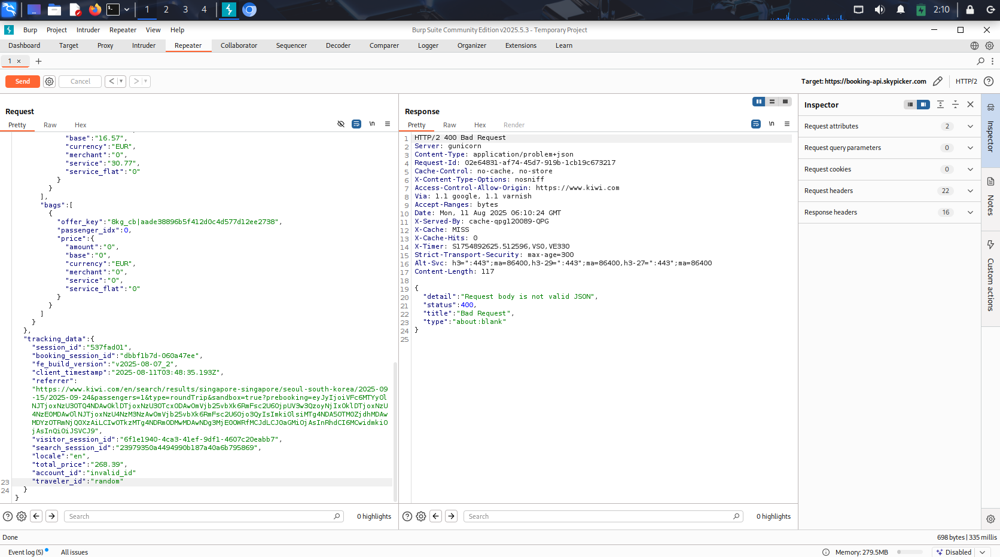 1 2 3 4
2:10
Burp Project Intruder Repeater View Help
Burp Suite Community Edition v2025.5.3 - Temporary Project
Dashboard Target Proxy Intruder Repeater Collaborator Sequencer Decoder Comparer Logger Organizer Extensions Learn
1 × +
Send Cancel < >
Target: https://booking-api.skypicker.com HTTP/2
Request
Pretty Raw Hex
\n
"base":"16.57",
"currency":"EUR",
"merchant":"0",
"service":"30.77",
"service_flat":"0"
}
}
],
"bags":[
{
"offer_key":"8kg_cb|aade38896b5f412d0c4d577d12ee2738",
"passenger_idx":0,
"price":{
"amount":"0",
"base":"0",
"currency":"EUR",
"merchant":"0",
"service":"0",
"service_flat":"0"
}
}
]
}
},
"tracking_data":{
"session_id":"537fad01",
"booking_session_id":"dbbf1b7d-060a47ee",
"fe_build_version":"v2025-08-07_2",
"client_timestamp":"2025-08-11T03:48:35.193Z",
"referrer":
"https://www.kiwi.com/en/search/results/singapore-singapore/seoul-south-korea/2025-09
-15/2025-09-24&passengers=1&type=roundTrip&sandbox=true?prebooking=eyJyIjoiVFc6MTYyOl
"visitor_session_id":"6f1e1940-4ca3-41ef-9df1-4607c20eabb7",
"search_session_id":"23979350a4494990b187a40a6b795869",
"locale":"en",
"total_price":"268.39",
"account_id":"invalid_id"
23 "traveler_id":"random"
24 }
}
Search 0 highlights
Response
Pretty Raw Hex Render
\n
1 HTTP/2 400 Bad Request
2 Server: gunicorn
3 Content-Type: application/problem+json
4 Request-Id: 02e64831-af74-45d7-919b-1cb19c673217
5 Cache-Control: no-cache, no-store
6 X-Content-Type-Options: nosniff
7 Access-Control-Allow-Origin: https://www.kiwi.com
8 Via: 1.1 google, 1.1 varnish
9 Accept-Ranges: bytes
10 Date: Mon, 11 Aug 2025 06:10:24 GMT
11 X-Served-By: cache-qpg120089-QPG
12 X-Cache: MISS
13 X-Cache-Hits: 0
14 X-Timer: S1754892625.512596,VS0,VE330
15 Strict-Transport-Security: max-age=300
16 Alt-Svc: h3=":443";ma=86400,h3-29=":443";ma=86400,h3-27=":443";ma=86400
17 Content-Length: 117
18
19 {
20 "detail":"Request body is not valid JSON",
21 "status":400,
22 "title":"Bad Request",
23 "type":"about:blank"
24 }
25
Search 0 highlights
Inspector
Request attributes 2
Request query parameters 0
Request cookies 0
Request headers 22
Response headers 16
Inspector
Notes
Custom actions
Done
698 bytes | 335 millis
Event log (5) All issues
Memory: 279.5MB
Disabled